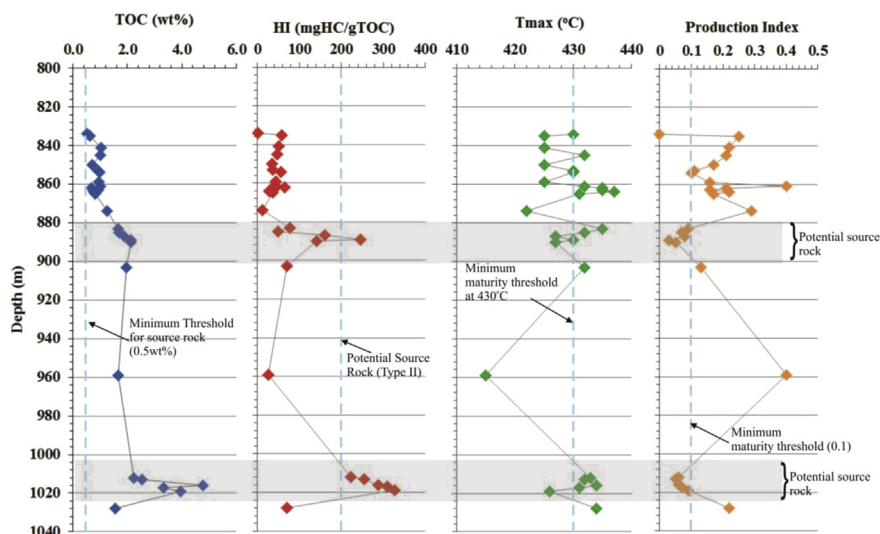 TOC (wt%)
0.0 2.0 4.0 6.0
HI (mgHC/gTOC)
0 100 200 300 400
Tmax (°C)
410 420 430 440
Production Index
0 0.1 0.2 0.3 0.4 0.5
Depth (m)
800
820
840
860
880
900
920
940
960
980
1000
1020
1040
Minimum Threshold
for source rock
(0.5wt%)
Potential Source
Rock (Type II)
Minimum
maturity threshold
at 430°C
Minimum
maturity threshold (0.1)
Potential source
rock
Potential source
rock